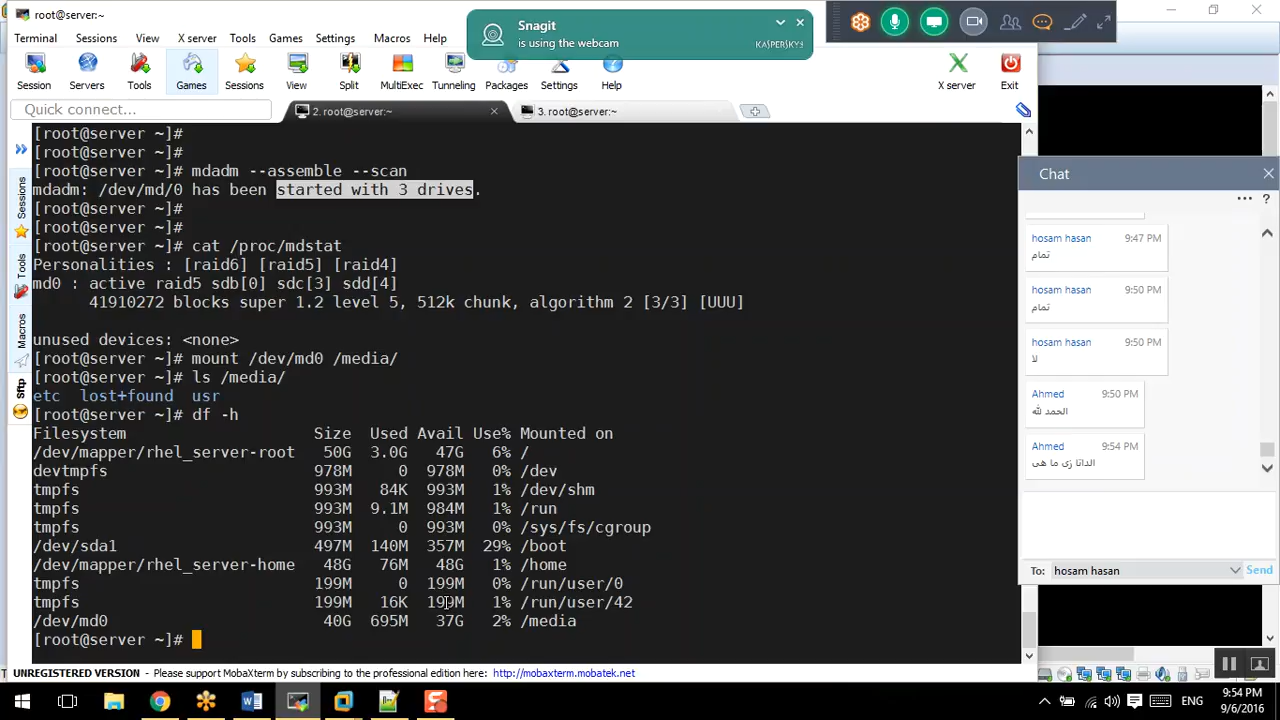 root@server:~
Terminal Sessions View X server Tools Games Settings Macros Help
Snagit
is using the webcam
KASPERSKY
Session Servers Tools Games Sessions View Split MultiExec Tunneling Packages Settings Help X server Exit
Quick connect...
2. root@server:~
3. root@server:~
[root@server ~]#
[root@server ~]#
[root@server ~]# mdadm --assemble --scan
mdadm: /dev/md/0 has been started with 3 drives.
[root@server ~]#
[root@server ~]#
[root@server ~]# cat /proc/mdstat
Personalities : [raid6] [raid5] [raid4]
md0 : active raid5 sdb[0] sdc[3] sdd[4]
41910272 blocks super 1.2 level 5, 512k chunk, algorithm 2 [3/3] [UUU]
unused devices: <none>
[root@server ~]# mount /dev/md0 /media/
[root@server ~]# ls /media/
etc lost+found usr
[root@server ~]# df -h
Filesystem Size Used Avail Use% Mounted on
/dev/mapper/rhel_server-root 50G 3.0G 47G 6% /
devtmpfs 978M 0 978M 0% /dev
tmpfs 993M 84K 993M 1% /dev/shm
tmpfs 993M 9.1M 984M 1% /run
tmpfs 993M 0 993M 0% /sys/fs/cgroup
/dev/sda1 497M 140M 357M 29% /boot
/dev/mapper/rhel_server-home 48G 76M 48G 1% /home
tmpfs 199M 0 199M 0% /run/user/0
tmpfs 199M 16K 199M 1% /run/user/42
/dev/md0 40G 695M 37G 2% /media
[root@server ~]#
Sessions
Tools
Macros
Sftp
Chat
hosam hasan 9:47 PM
تمام
hosam hasan 9:50 PM
تمام
hosam hasan 9:50 PM
لا
Ahmed 9:50 PM
الحمد لله
Ahmed 9:54 PM
الداتا زى ما هى
To: hosam hasan Send
UNREGISTERED VERSION - Please support MobaXterm by subscribing to the professional edition here: http://mobaxterm.mobatek.net
ENG
9:54 PM
9/6/2016